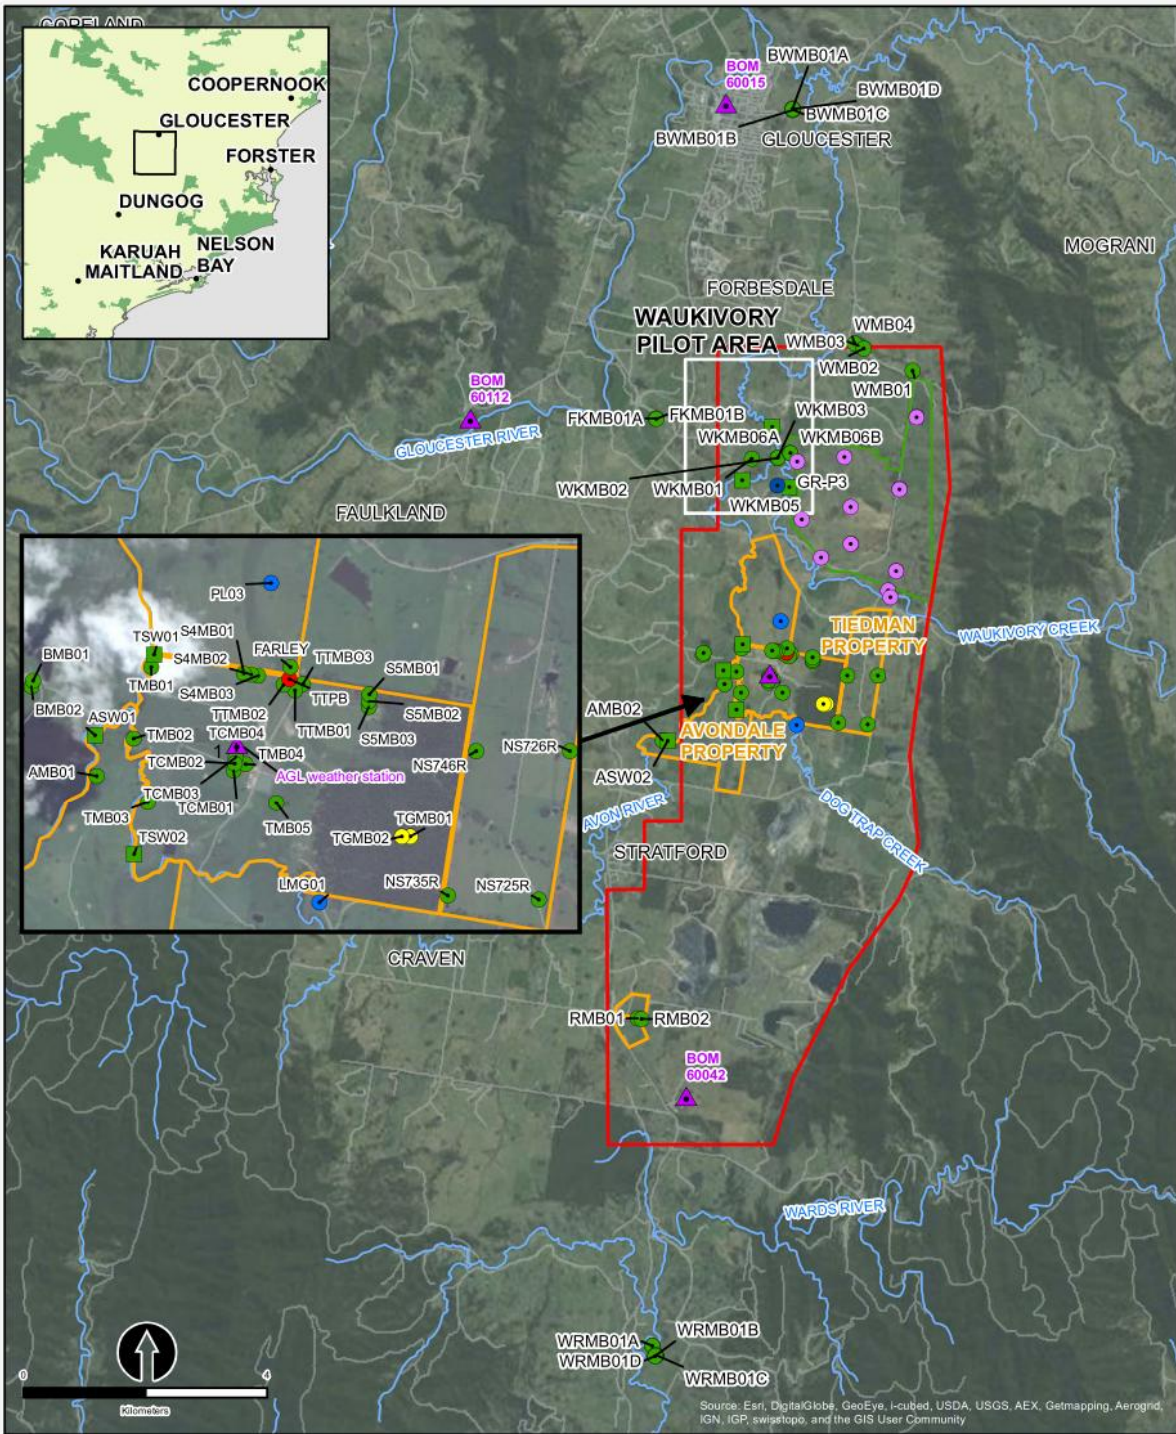 COPELAND
COOPERNOOK
GLOUCESTER
FORSTER
DUNGOG
KARUAH
NELSON
MAITLAND
BAY
BOM
60015
BWMB01A
BWMB01D
BWMB01C
BWMB01B
GLOUCESTER
MOGRANI
FORBESDALE
WAUKIVORY
PILOT AREA
WMB04
WMB03
WMB02
WMB01
BOM
60112
GLOUCESTER RIVER
FKMB01A
FKMB01B
WKMB03
WKMB06A
WKMB06B
WKMB02
WKMB01
GR-P3
WKMB05
FAULKLAND
TIEDMAN
PROPERTY
WAUKIVORY CREEK
AMB02
AVONDALE
PROPERTY
ASW02
AVON RIVER
DOG TRAP CREEK
STRATFORD
PL03
S4MB01
FARLEY
TSW01
TTMBO3
S5MB01
BMB01
S4MB02
TMB01
S4MB03
TTPB
BMB02
TTMB02
S5MB02
ASW01
TMB02
TCMB04
TTMB01
S5MB03
1
TMB04
NS726R
TCMB02
NS746R
AMB01
AGL weather station
TCMB03
TCMB01
TMB03
TMB05
TGMB01
TGMB02
TSW02
LMG01
NS735R
NS725R
CRAVEN
RMB01
RMB02
BOM
60042
WARDS RIVER
WRMB01A
WRMB01B
WRMB01D
WRMB01C
0
4
Kilometers
Source: Esri, DigitalGlobe, GeoEye, i-cubed, USDA, USGS, AEX, Getmapping, Aerogrid,
IGN, IGP, swisstopo, and the GIS User Community